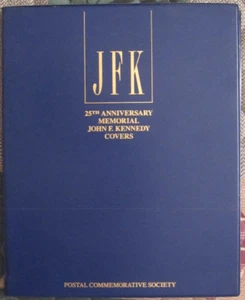 JFK
25TH ANNIVERSARY
MEMORIAL
JOHN F. KENNEDY
COVERS
POSTAL COMMEMORATIVE SOCIETY